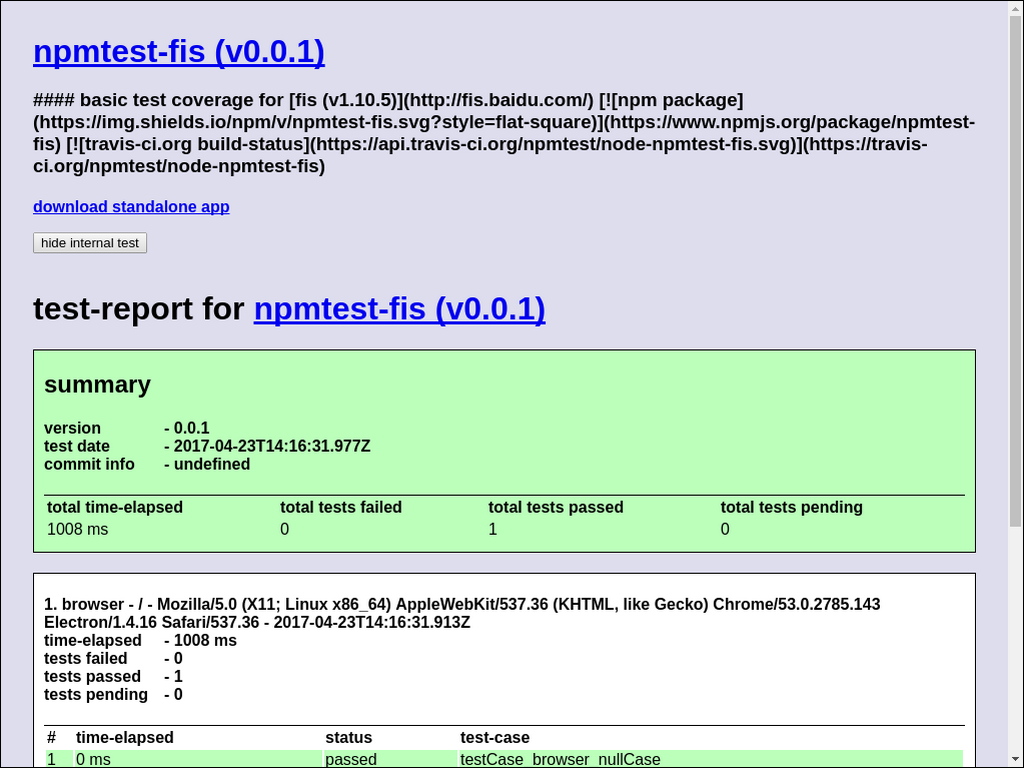 npmtest-fis (v0.0.1)
#### basic test coverage for [fis (v1.10.5)](http://fis.baidu.com/) [![npm package]
(https://img.shields.io/npm/v/npmtest-fis.svg?style=flat-square)](https://www.npmjs.org/package/npmtest-
fis) [![travis-ci.org build-status](https://api.travis-ci.org/npmtest/node-npmtest-fis.svg)](https://travis-
ci.org/npmtest/node-npmtest-fis)
download standalone app
hide internal test
test-report for npmtest-fis (v0.0.1)
summary
version - 0.0.1
test date - 2017-04-23T14:16:31.977Z
commit info - undefined
total time-elapsed total tests failed total tests passed total tests pending
1008 ms 0 1 0
1. browser - / - Mozilla/5.0 (X11; Linux x86_64) AppleWebKit/537.36 (KHTML, like Gecko) Chrome/53.0.2785.143
Electron/1.4.16 Safari/537.36 - 2017-04-23T14:16:31.913Z
time-elapsed - 1008 ms
tests failed - 0
tests passed - 1
tests pending - 0
# time-elapsed status test-case
1 0 ms passed testCase_browser_nullCase